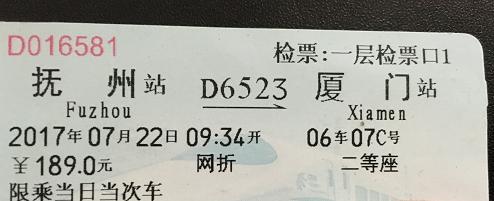 D016581 检票:一层检票口1
抚州站 D6523 厦门站
Fuzhou Xiamen
2017年07月22日09:34开 06车07C号
￥189.0元 网折 二等座
限乘当日当次车